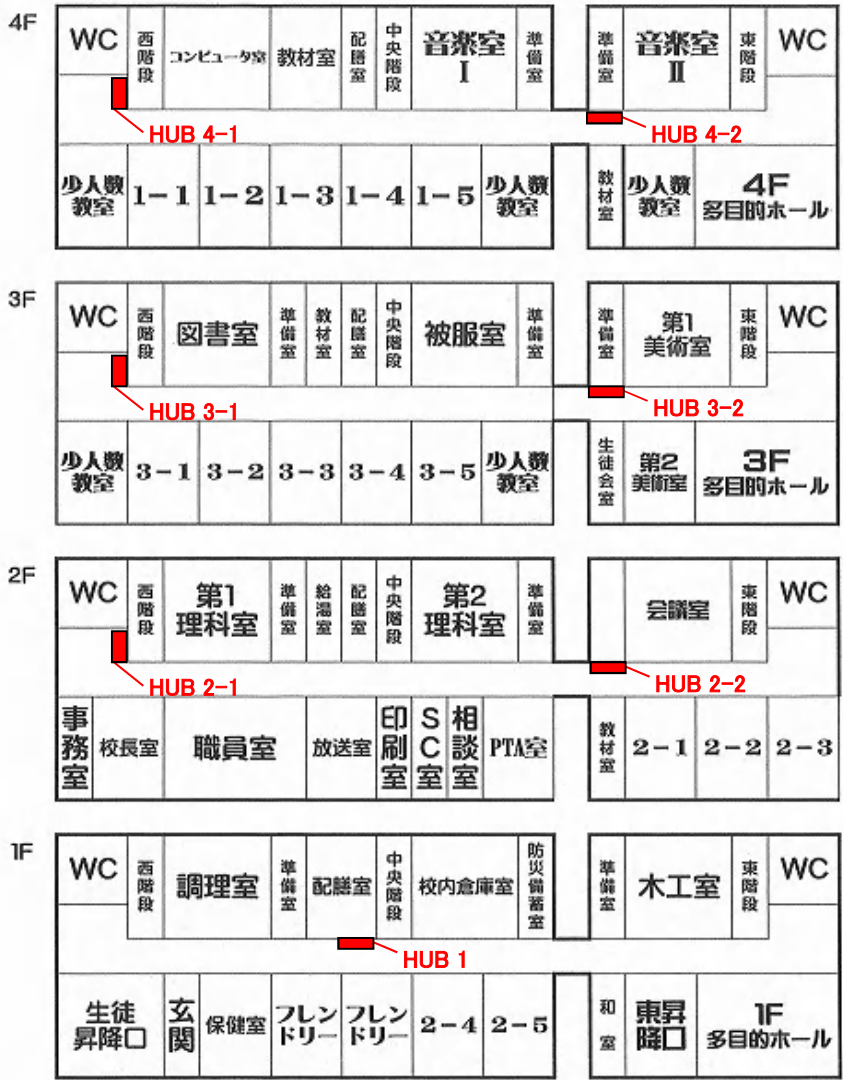 4F
WC
西階段
コンピュータ室
教材室
配膳室
中央階段
音楽室
I
準備室
準備室
音楽室
II
東階段
WC
HUB 4-1
HUB 4-2
少人数
教室
1-1
1-2
1-3
1-4
1-5
少人数
教室
教材室
少人数
教室
4F
多目的ホール
3F
WC
西階段
図書室
準備室
教材室
配膳室
中央階段
被服室
準備室
準備室
第1
美術室
東階段
WC
HUB 3-1
HUB 3-2
少人数
教室
3-1
3-2
3-3
3-4
3-5
少人数
教室
生徒会室
第2
美術室
3F
多目的ホール
2F
WC
西階段
第1
理科室
準備室
給湯室
配膳室
中央階段
第2
理科室
準備室
会議室
東階段
WC
HUB 2-1
HUB 2-2
事務室
校長室
職員室
放送室
印刷室
SC室
相談室
PTA室
教材室
2-1
2-2
2-3
1F
WC
西階段
調理室
準備室
配膳室
中央階段
校内倉庫室
防災備蓄室
準備室
木工室
東階段
WC
HUB 1
生徒
昇降口
玄関
保健室
フレン
ドリー
フレン
ドリー
2-4
2-5
和室
東昇
降口
1F
多目的ホール